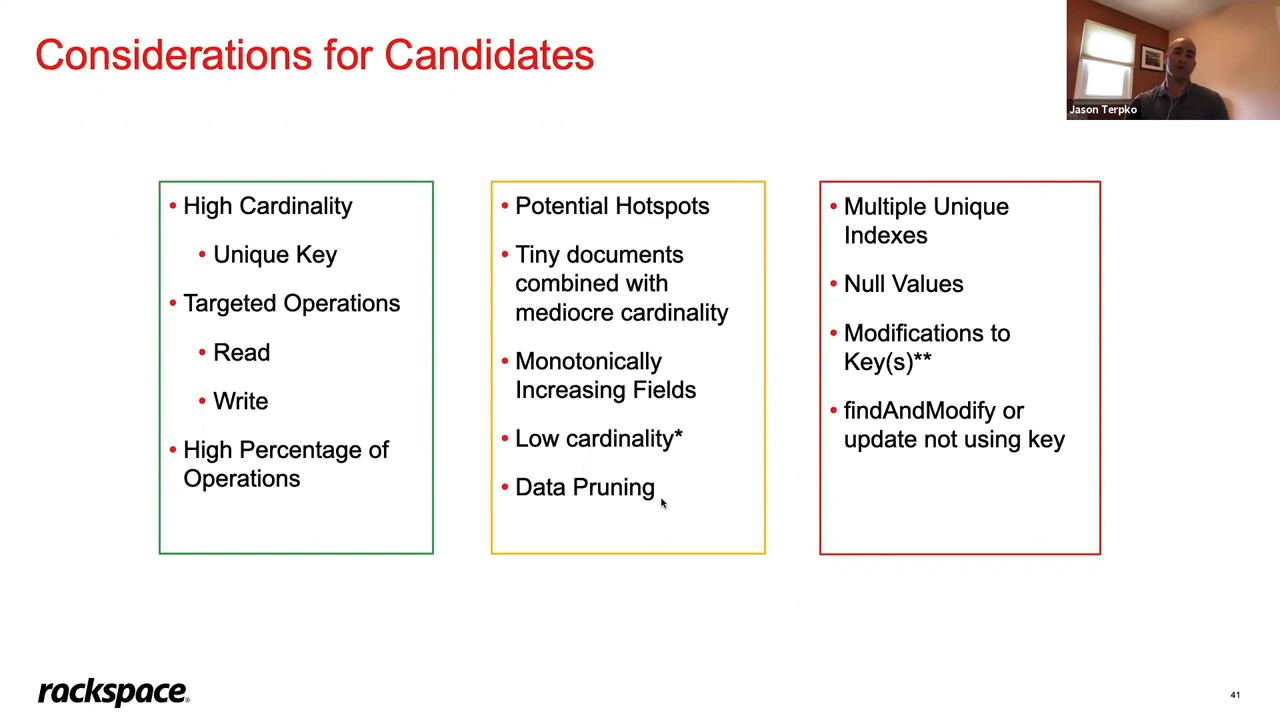 Considerations for Candidates
Jason Terpko
• High Cardinality
• Unique Key
• Targeted Operations
• Read
• Write
• High Percentage of
Operations
• Potential Hotspots
• Tiny documents
combined with
mediocre cardinality
• Monotonically
Increasing Fields
• Low cardinality*
• Data Pruning
• Multiple Unique
Indexes
• Null Values
• Modifications to
Key(s)**
• findAndModify or
update not using key
rackspace®
41